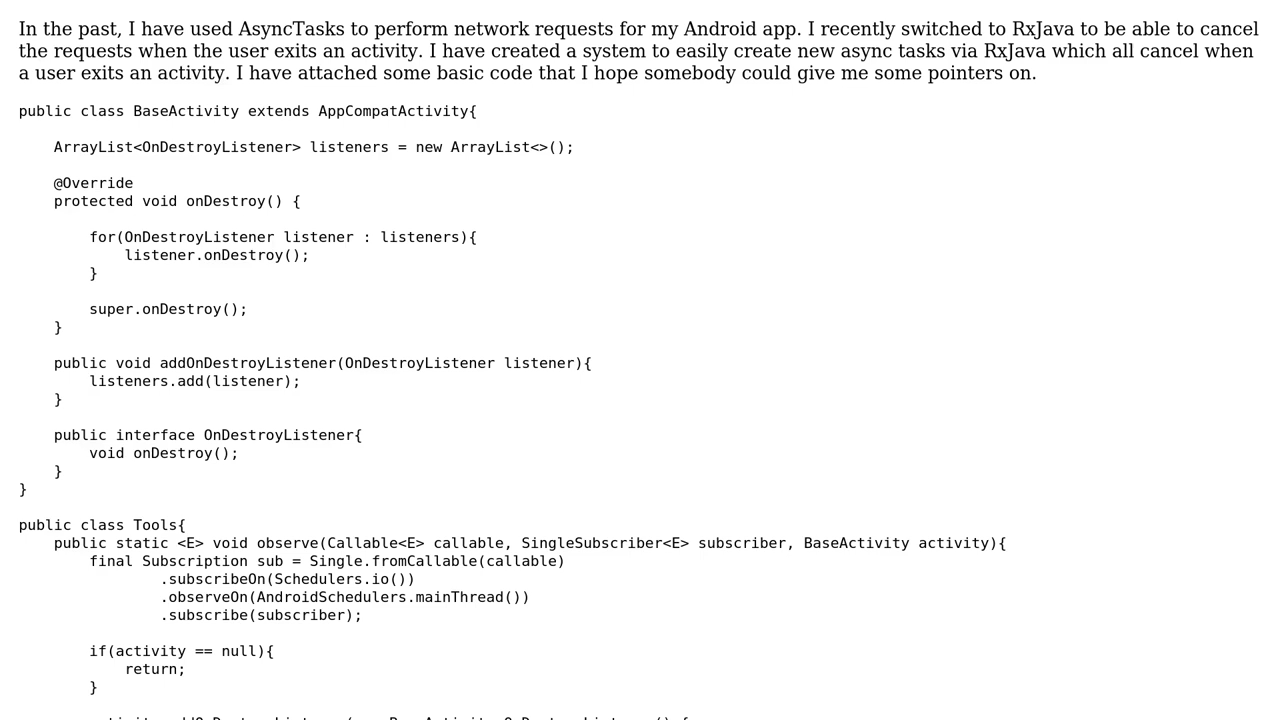 In the past, I have used AsyncTasks to perform network requests for my Android app. I recently switched to RxJava to be able to cancel
the requests when the user exits an activity. I have created a system to easily create new async tasks via RxJava which all cancel when
a user exits an activity. I have attached some basic code that I hope somebody could give me some pointers on.
public class BaseActivity extends AppCompatActivity{
ArrayList<OnDestroyListener> listeners = new ArrayList<>();
@Override
protected void onDestroy() {
for(OnDestroyListener listener : listeners){
listener.onDestroy();
}
super.onDestroy();
}
public void addOnDestroyListener(OnDestroyListener listener){
listeners.add(listener);
}
public interface OnDestroyListener{
void onDestroy();
}
}
public class Tools{
public static <E> void observe(Callable<E> callable, SingleSubscriber<E> subscriber, BaseActivity activity){
final Subscription sub = Single.fromCallable(callable)
.subscribeOn(Schedulers.io())
.observeOn(AndroidSchedulers.mainThread())
.subscribe(subscriber);
if(activity == null){
return;
}